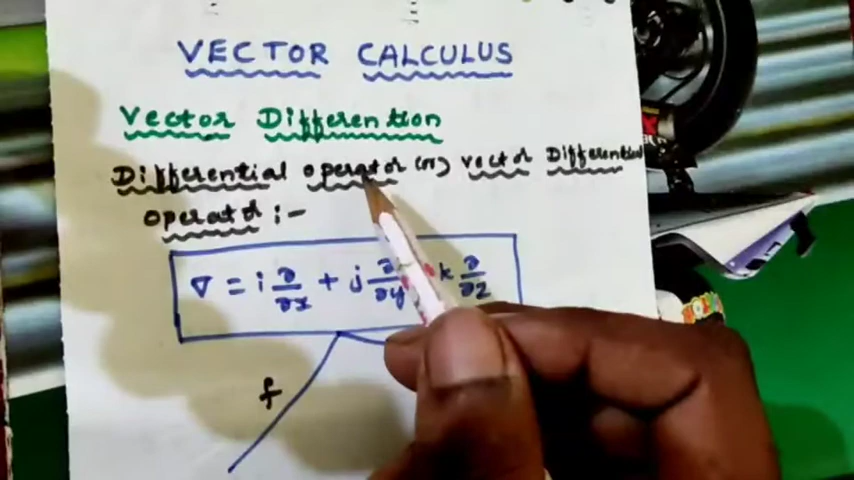 VECTOR CALCULUS
Vector Differention
Differential operator (or) vector Differential
operator :-
∇ = i ∂/∂x + j ∂/∂y k ∂/∂z
f